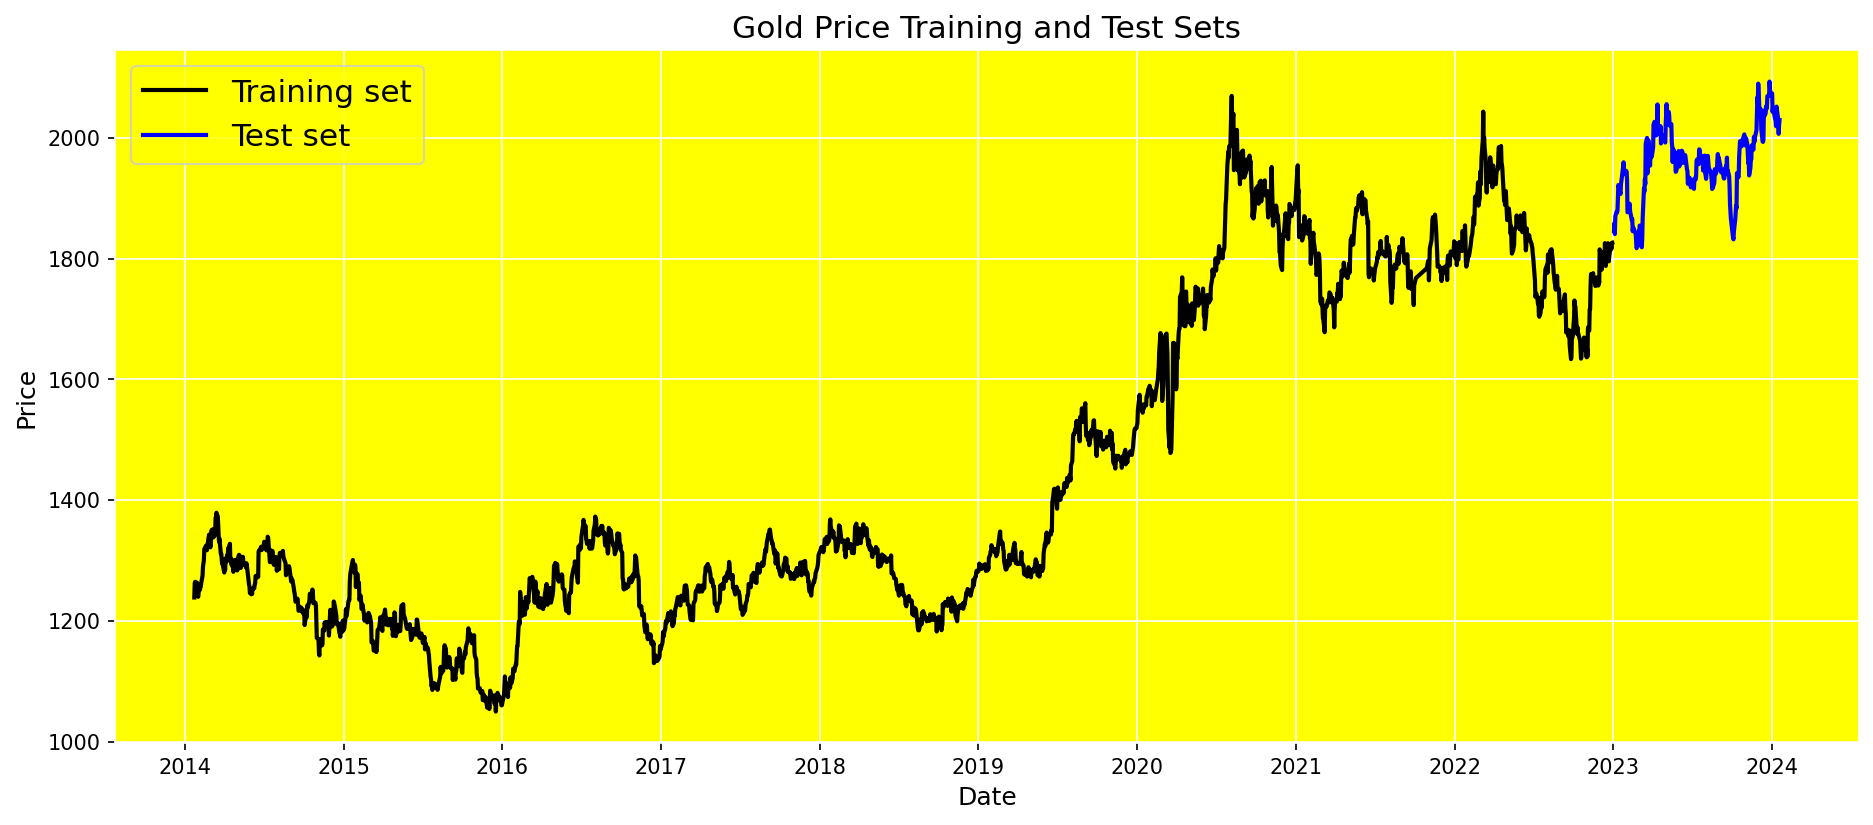 Gold Price Training and Test Sets
Training set
Test set
2000
1800
1600
1400
1200
1000
Price
2014 2015 2016 2017 2018 2019 2020 2021 2022 2023 2024
Date